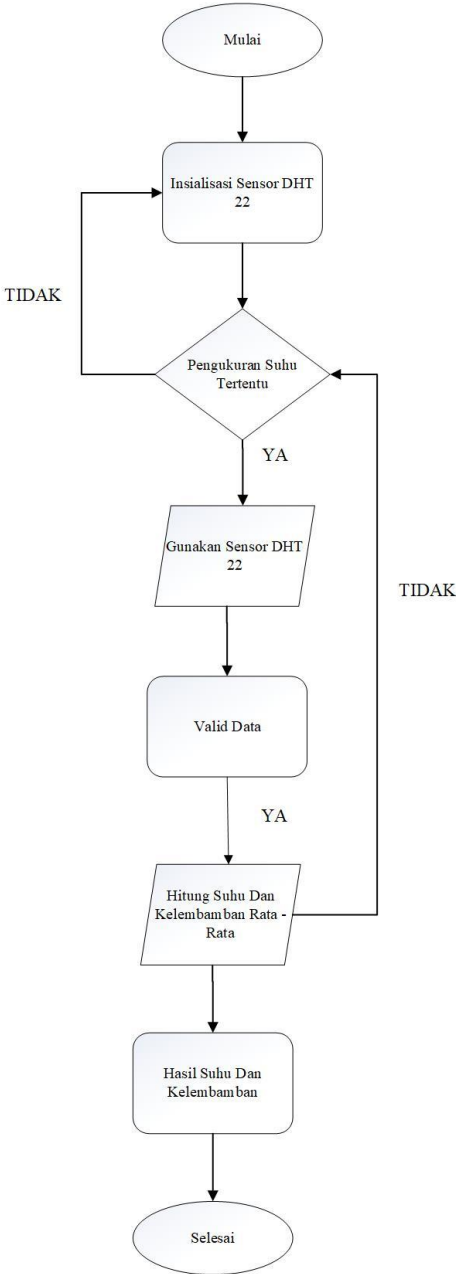 Mulai
Insialisasi Sensor DHT
22
TIDAK
Pengukuran Suhu
Tertentu
YA
Gunakan Sensor DHT
22
TIDAK
Valid Data
YA
Hitung Suhu Dan
Kelembamban Rata -
Rata
Hasil Suhu Dan
Kelembamban
Selesai